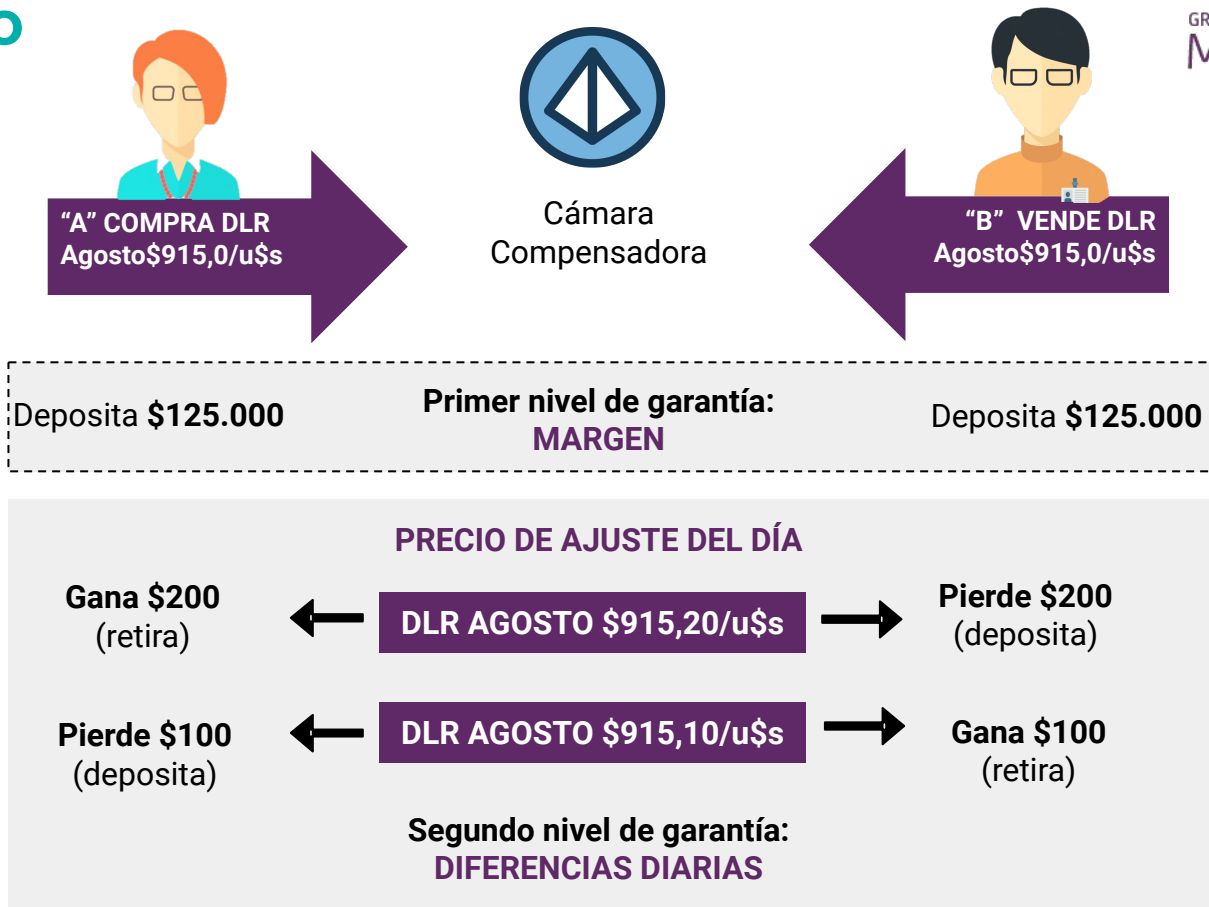 "A" COMPRA DLR
Agosto$915,0/u$s
Cámara
Compensadora
"B" VENDE DLR
Agosto$915,0/u$s
Deposita $125.000
Primer nivel de garantía:
MARGEN
Deposita $125.000
PRECIO DE AJUSTE DEL DÍA
Gana $200
(retira)
DLR AGOSTO $915,20/u$s
Pierde $200
(deposita)
Pierde $100
(deposita)
DLR AGOSTO $915,10/u$s
Gana $100
(retira)
Segundo nivel de garantía:
DIFERENCIAS DIARIAS